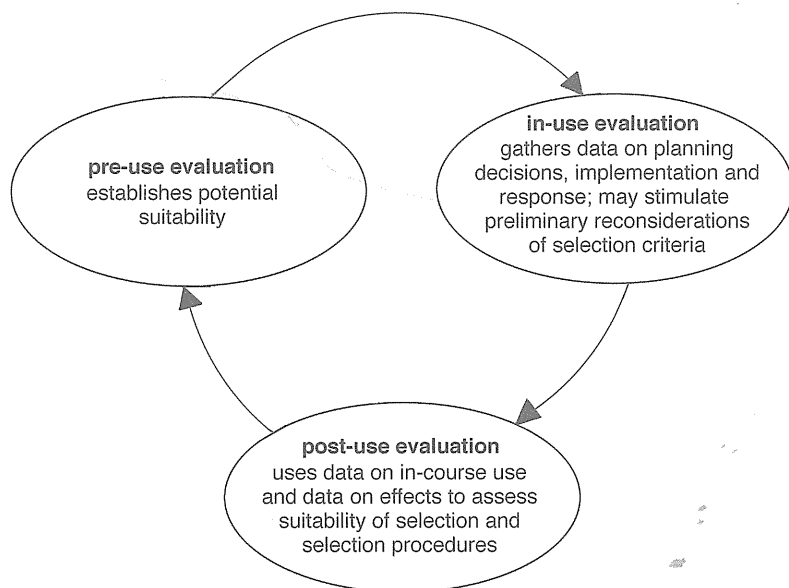 pre-use evaluation
establishes potential
suitability
in-use evaluation
gathers data on planning
decisions, implementation and
response; may stimulate
preliminary reconsiderations
of selection criteria
post-use evaluation
uses data on in-course use
and data on effects to assess
suitability of selection and
selection procedures